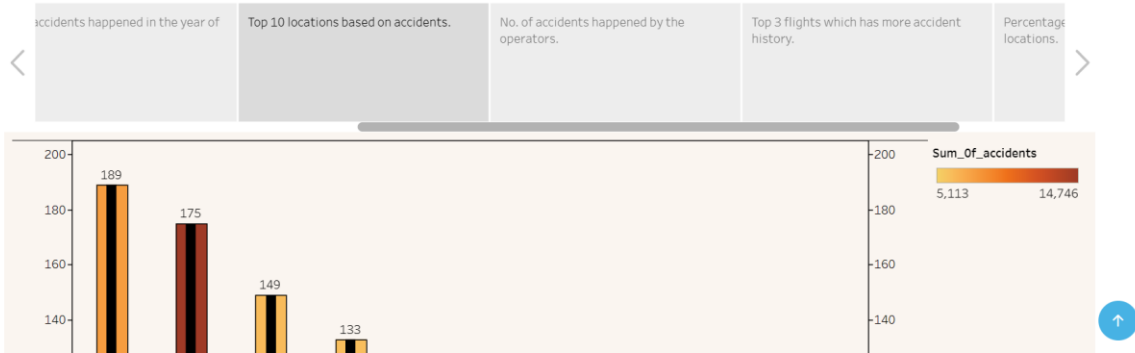 accidents happened in the year of
Top 10 locations based on accidents.
No. of accidents happened by the
operators.
Top 3 flights which has more accident
history.
Percentage
locations.
200
200
Sum_Of_accidents
189
5,113
14,746
180
175
180
160
160
149
140
133
140